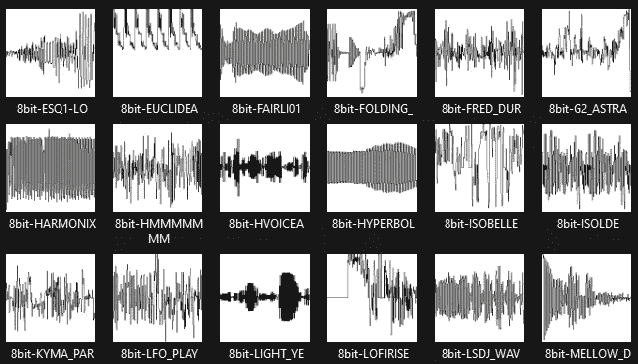 8bit-ESQ1-LO
8bit-EUCLIDEA
8bit-FAIRLI01
8bit-FOLDING_
8bit-FRED_DUR
8bit-G2_ASTRA
8bit-HARMONIX
8bit-HMMMMM
MM
8bit-HVOICEA
8bit-HYPERBOL
8bit-ISOBELLE
8bit-ISOLDE
8bit-KYMA_PAR
8bit-LFO_PLAY
8bit-LIGHT_YE
8bit-LOFIRISE
8bit-LSDJ_WAV
8bit-MELLOW_D